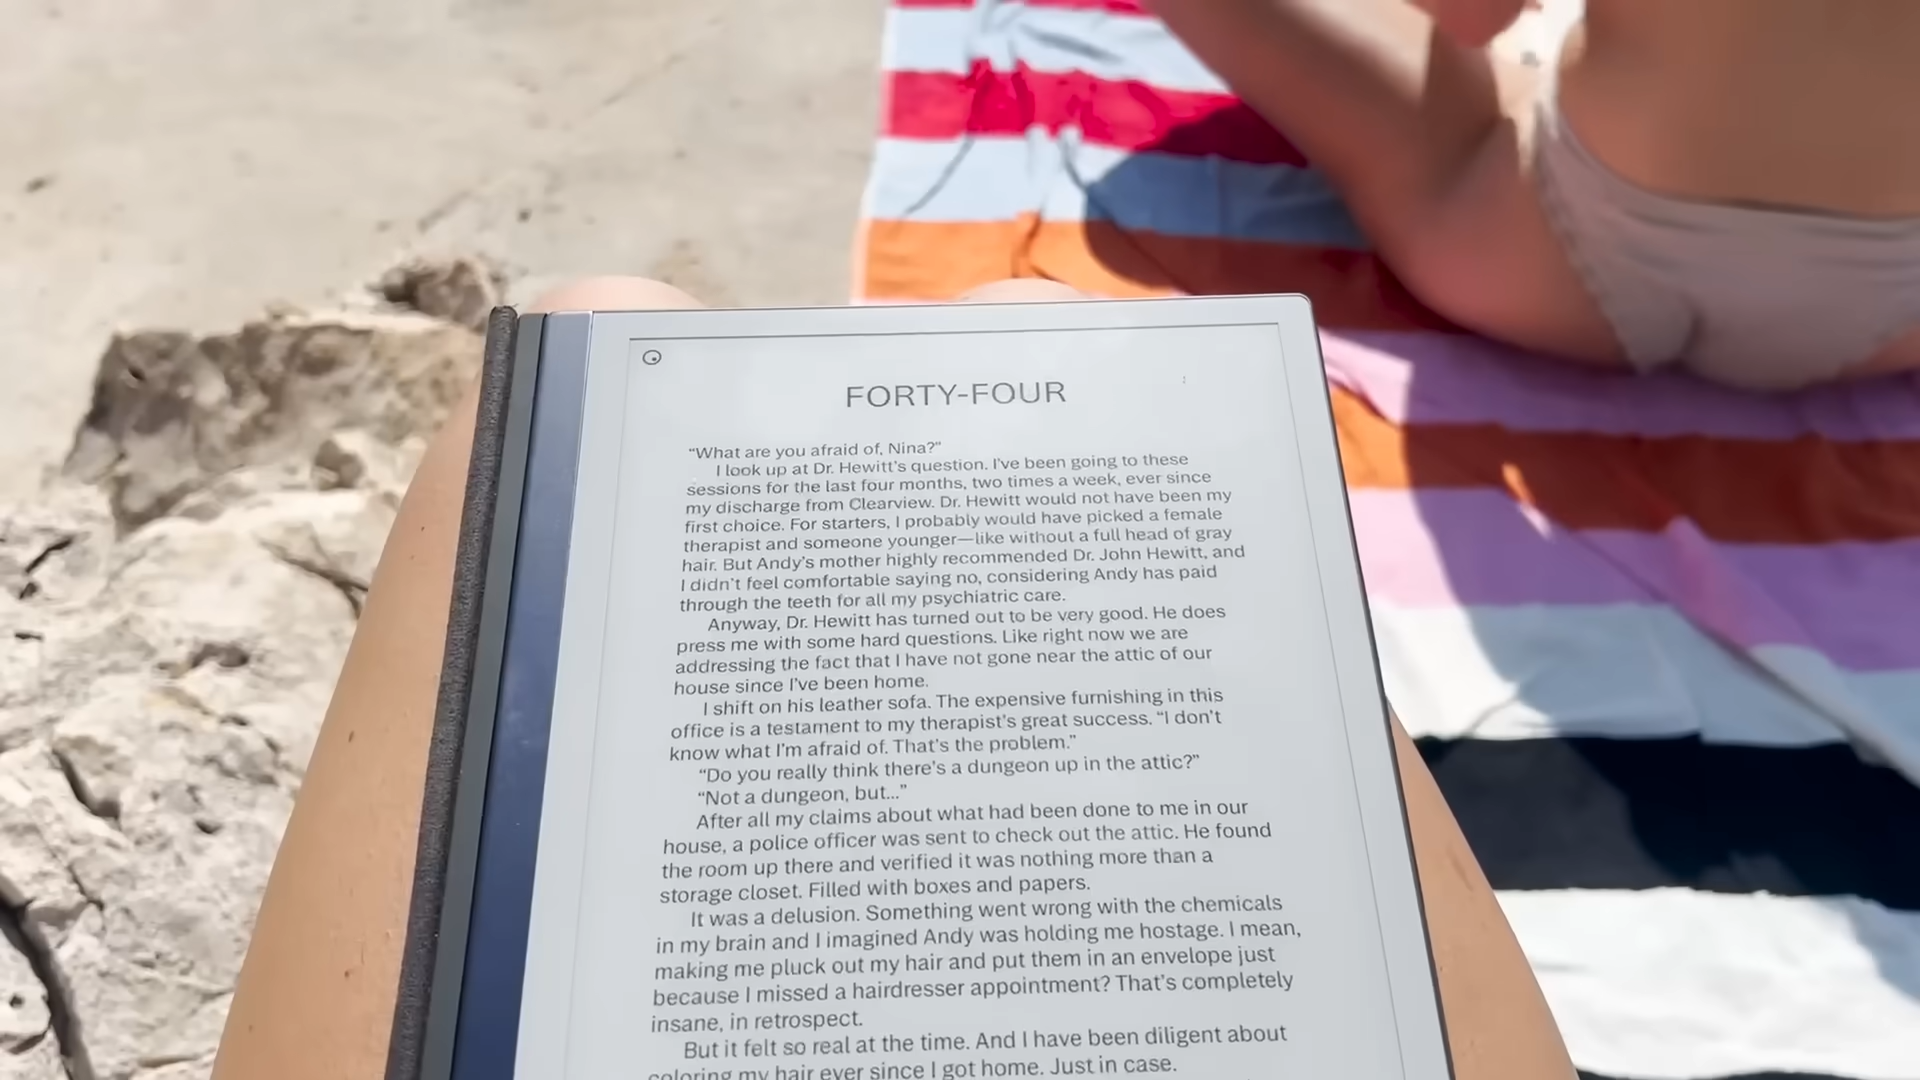 FORTY-FOUR
“What are you afraid of, Nina?”
I look up at Dr. Hewitt’s question. I’ve been going to these
sessions for the last four months, two times a week, ever since
my discharge from Clearview. Dr. Hewitt would not have been my
first choice. For starters, I probably would have picked a female
therapist and someone younger—like without a full head of gray
hair. But Andy’s mother highly recommended Dr. John Hewitt, and
I didn’t feel comfortable saying no, considering Andy has paid
through the teeth for all my psychiatric care.
Anyway, Dr. Hewitt has turned out to be very good. He does
press me with some hard questions. Like right now we are
addressing the fact that I have not gone near the attic of our
house since I’ve been home.
I shift on his leather sofa. The expensive furnishing in this
office is a testament to my therapist’s great success. “I don’t
know what I’m afraid of. That’s the problem.”
“Do you really think there’s a dungeon up in the attic?”
“Not a dungeon, but...”
After all my claims about what had been done to me in our
house, a police officer was sent to check out the attic. He found
the room up there and verified it was nothing more than a
storage closet. Filled with boxes and papers.
It was a delusion. Something went wrong with the chemicals
in my brain and I imagined Andy was holding me hostage. I mean,
making me pluck out my hair and put them in an envelope just
because I missed a hairdresser appointment? That’s completely
insane, in retrospect.
But it felt so real at the time. And I have been diligent about
coloring my hair ever since I got home. Just in case.